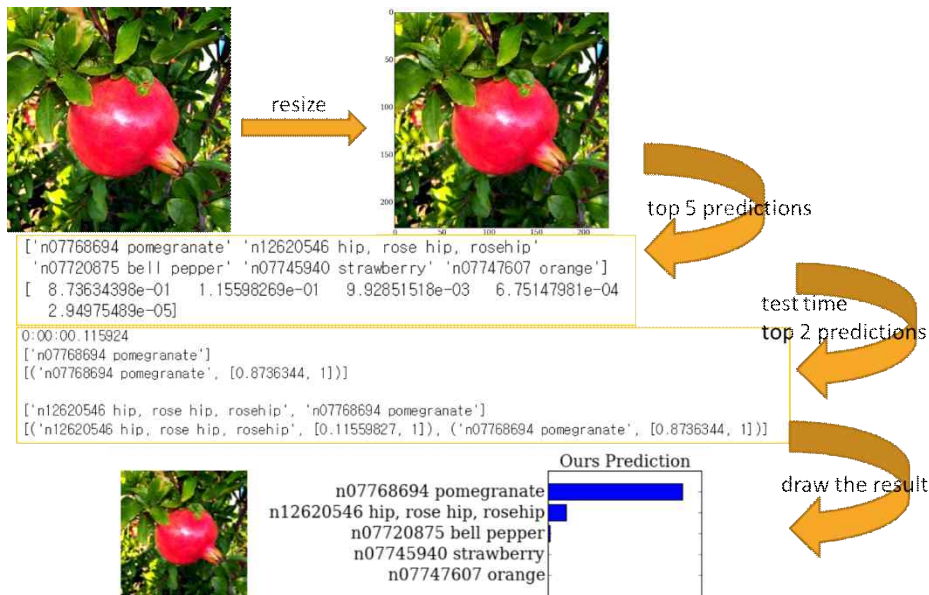 resize
0
50
100
150
200
0 50 100 150 200
top 5 predictions
['n07768694 pomegranate' 'n12620546 hip, rose hip, rosehip'
'n07720875 bell pepper' 'n07745940 strawberry' 'n07747607 orange']
[ 8.73634398e-01 1.15598269e-01 9.92851518e-03 6.75147981e-04
2.94975489e-05]
test time
top 2 predictions
0:00:00.115924
['n07768694 pomegranate']
[('n07768694 pomegranate', [0.8736344, 1])]
['n12620546 hip, rose hip, rosehip', 'n07768694 pomegranate']
[('n12620546 hip, rose hip, rosehip', [0.11559827, 1]), ('n07768694 pomegranate', [0.8736344, 1])]
draw the result
Ours Prediction
n07768694 pomegranate
n12620546 hip, rose hip, rosehip
n07720875 bell pepper
n07745940 strawberry
n07747607 orange